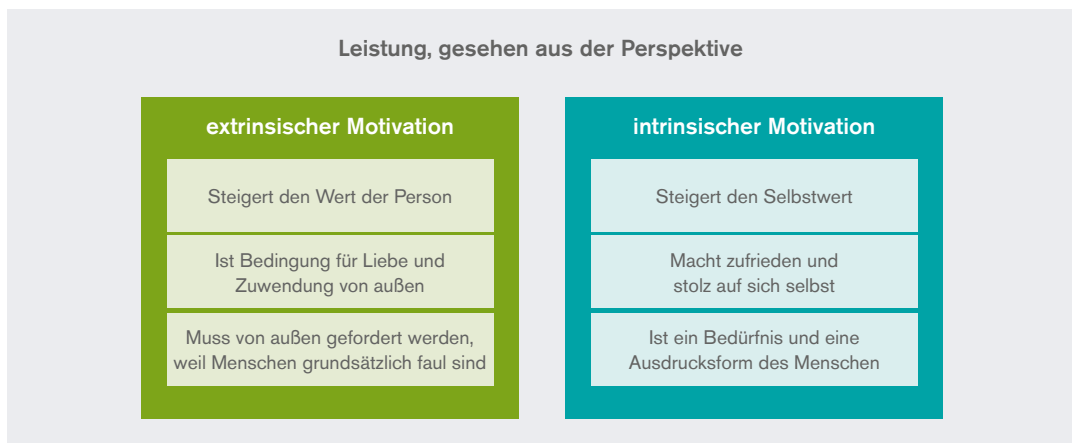 Leistung, gesehen aus der Perspektive
extrinsischer Motivation
Steigert den Wert der Person
Ist Bedingung für Liebe und
Zuwendung von außen
Muss von außen gefordert werden,
weil Menschen grundsätzlich faul sind
intrinsischer Motivation
Steigert den Selbstwert
Macht zufrieden und
stolz auf sich selbst
Ist ein Bedürfnis und eine
Ausdrucksform des Menschen